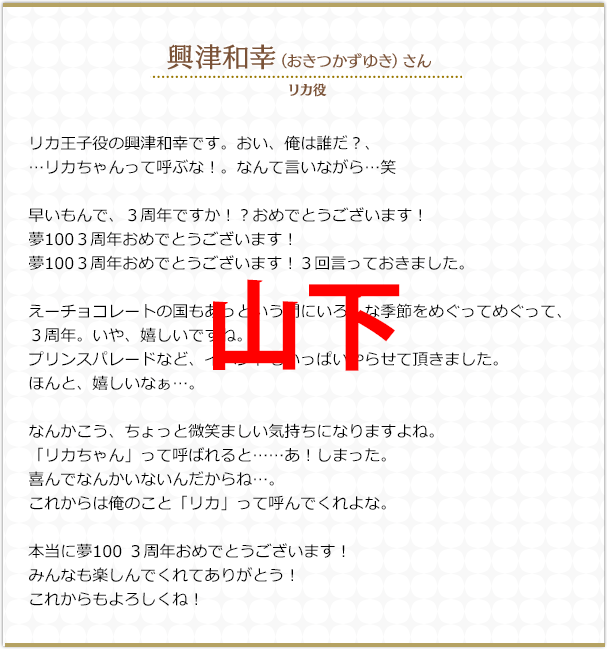 興津和幸（おきつかずゆき）さん
リカ役
リカ王子役の興津和幸です。おい、俺は誰だ？、
…リカちゃんって呼ぶな！。なんて言いながら…笑
早いもんで、３周年ですか！？おめでとうございます！
夢100３周年おめでとうございます！
夢100３周年おめでとうございます！３回言っておきました。
山下
えーチョコレートの国もあっという間にいろんな季節をめぐってめぐって、
３周年。いや、嬉しいですね。
プリンスパレードなど、イベントもいっぱいやらせて頂きました。
ほんと、嬉しいなぁ…。
なんかこう、ちょっと微笑ましい気持ちになりますよね。
「リカちゃん」って呼ばれると……あ！しまった。
喜んでなんかいないんだからね…。
これからは俺のこと「リカ」って呼んでくれよな。
本当に夢100 ３周年おめでとうございます！
みんなも楽しんでくれてありがとう！
これからもよろしくね！